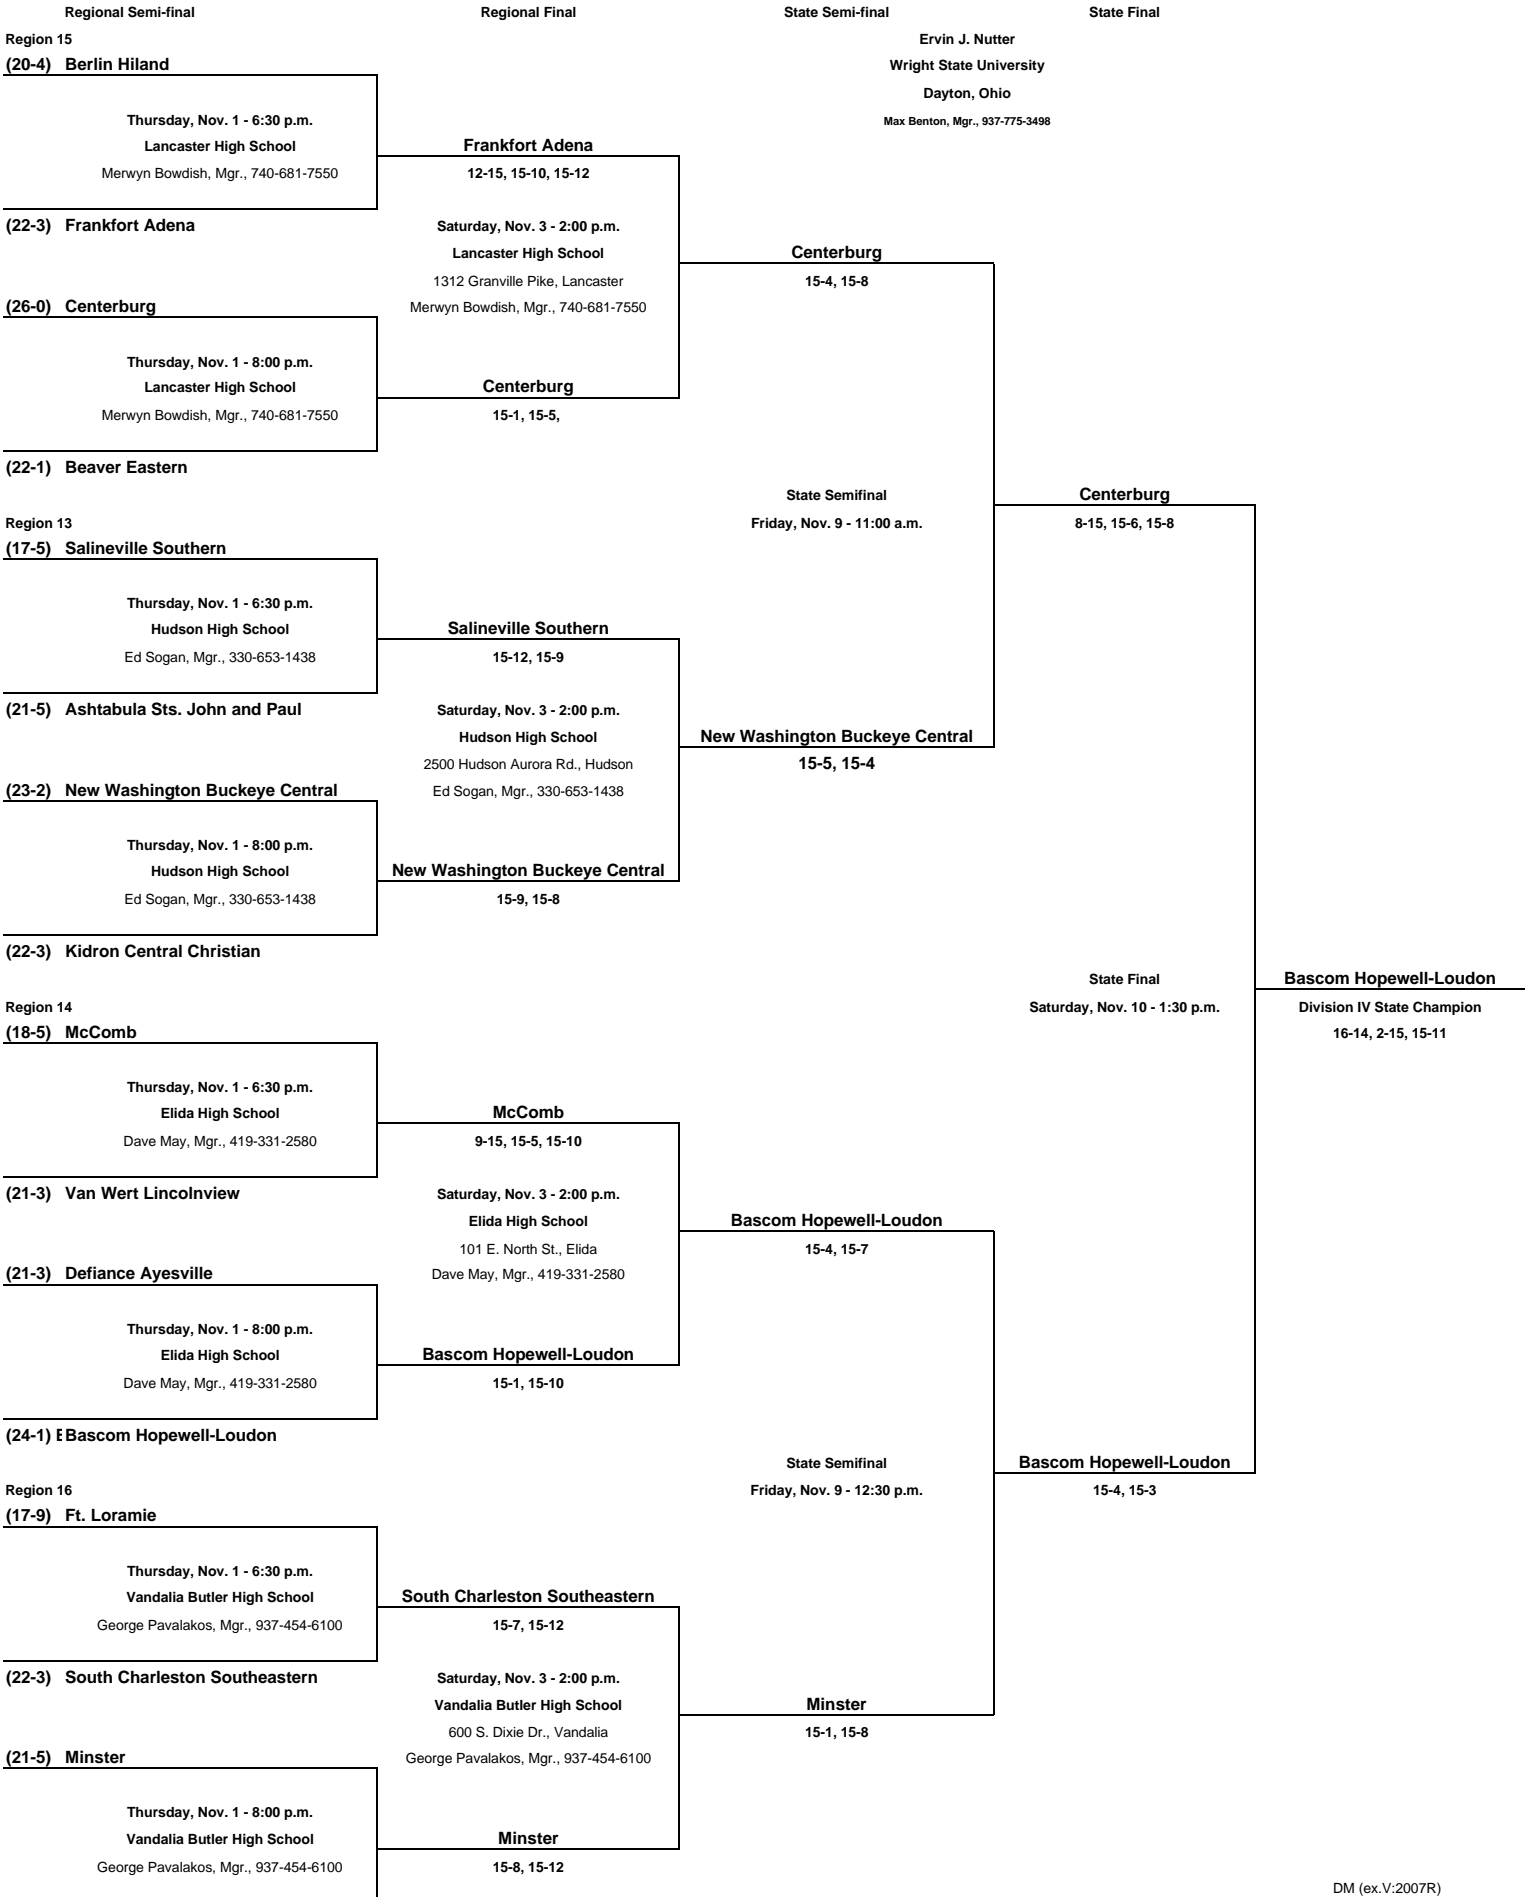 Regional Semi-final Regional Final State Semi-final State Final
Region 15 Ervin J. Nutter
(20-4) Berlin Hiland Wright State University
Dayton, Ohio
Thursday, Nov. 1 - 6:30 p.m. Max Benton, Mgr., 937-775-3498
Lancaster High School Frankfort Adena
Merwyn Bowdish, Mgr., 740-681-7550 12-15, 15-10, 15-12
(22-3) Frankfort Adena Saturday, Nov. 3 - 2:00 p.m.
Lancaster High School Centerburg
1312 Granville Pike, Lancaster 15-4, 15-8
(26-0) Centerburg Merwyn Bowdish, Mgr., 740-681-7550
Thursday, Nov. 1 - 8:00 p.m.
Lancaster High School Centerburg
Merwyn Bowdish, Mgr., 740-681-7550 15-1, 15-5,
(22-1) Beaver Eastern
State Semifinal Centerburg
Region 13 Friday, Nov. 9 - 11:00 a.m. 8-15, 15-6, 15-8
(17-5) Salineville Southern
Thursday, Nov. 1 - 6:30 p.m.
Hudson High School Salineville Southern
Ed Sogan, Mgr., 330-653-1438 15-12, 15-9
(21-5) Ashtabula Sts. John and Paul Saturday, Nov. 3 - 2:00 p.m.
Hudson High School New Washington Buckeye Central
2500 Hudson Aurora Rd., Hudson 15-5, 15-4
(23-2) New Washington Buckeye Central Ed Sogan, Mgr., 330-653-1438
Thursday, Nov. 1 - 8:00 p.m.
Hudson High School New Washington Buckeye Central
Ed Sogan, Mgr., 330-653-1438 15-9, 15-8
(22-3) Kidron Central Christian
State Final Bascom Hopewell-Loudon
Region 14 Saturday, Nov. 10 - 1:30 p.m. Division IV State Champion
(18-5) McComb 16-14, 2-15, 15-11
Thursday, Nov. 1 - 6:30 p.m.
Elida High School McComb
Dave May, Mgr., 419-331-2580 9-15, 15-5, 15-10
(21-3) Van Wert Lincolnview Saturday, Nov. 3 - 2:00 p.m.
Elida High School Bascom Hopewell-Loudon
101 E. North St., Elida 15-4, 15-7
(21-3) Defiance Ayesville Dave May, Mgr., 419-331-2580
Thursday, Nov. 1 - 8:00 p.m.
Elida High School Bascom Hopewell-Loudon
Dave May, Mgr., 419-331-2580 15-1, 15-10
(24-1) Bascom Hopewell-Loudon
State Semifinal Bascom Hopewell-Loudon
Region 16 Friday, Nov. 9 - 12:30 p.m. 15-4, 15-3
(17-9) Ft. Loramie
Thursday, Nov. 1 - 6:30 p.m.
Vandalia Butler High School South Charleston Southeastern
George Pavalakos, Mgr., 937-454-6100 15-7, 15-12
(22-3) South Charleston Southeastern Saturday, Nov. 3 - 2:00 p.m.
Vandalia Butler High School Minster
600 S. Dixie Dr., Vandalia 15-1, 15-8
(21-5) Minster George Pavalakos, Mgr., 937-454-6100
Thursday, Nov. 1 - 8:00 p.m.
Vandalia Butler High School Minster
George Pavalakos, Mgr., 937-454-6100 15-8, 15-12
DM (ex.V:2007R)